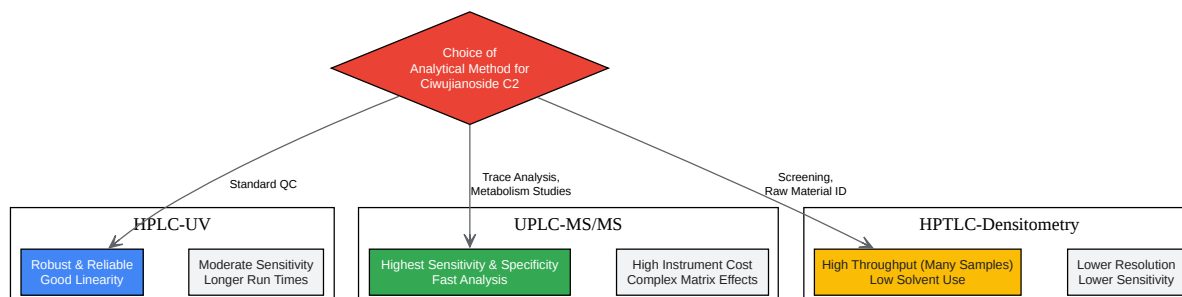 Choice of
Analytical Method for
Ciwujianoside C2
Standard QC
Trace Analysis,
Metabolism Studies
Screening,
Raw Material ID
HPLC-UV
Robust & Reliable
Good Linearity
Moderate Sensitivity
Longer Run Times
UPLC-MS/MS
Highest Sensitivity & Specificity
Fast Analysis
High Instrument Cost
Complex Matrix Effects
HPTLC-Densitometry
High Throughput (Many Samples)
Low Solvent Use
Lower Resolution
Lower Sensitivity